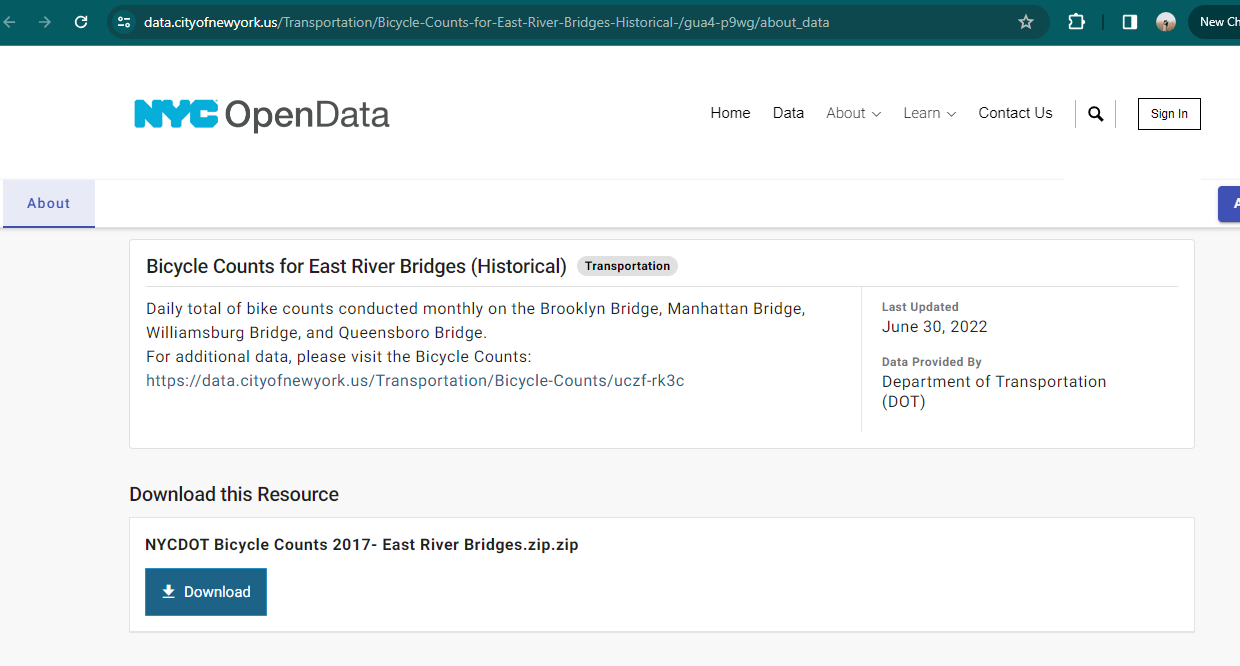 data.cityofnewyork.us/Transportation/Bicycle-Counts-for-East-River-Bridges-Historical-/gua4-p9wg/about_data
New Ch
NYC OpenData
Home Data About Learn Contact Us Sign In
About
A
Bicycle Counts for East River Bridges (Historical) Transportation
Daily total of bike counts conducted monthly on the Brooklyn Bridge, Manhattan Bridge,
Williamsburg Bridge, and Queensboro Bridge.
For additional data, please visit the Bicycle Counts:
https://data.cityofnewyork.us/Transportation/Bicycle-Counts/uczf-rk3c
Last Updated
June 30, 2022
Data Provided By
Department of Transportation
(DOT)
Download this Resource
NYCDOT Bicycle Counts 2017- East River Bridges.zip.zip
Download